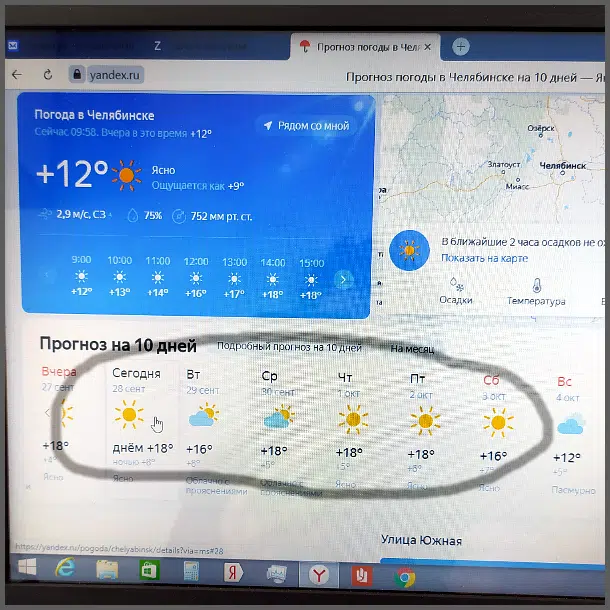 Z
Прогноз погоды в Чел
yandex.ru
Прогноз погоды в Челябинске на 10 дней — Я
Погода в Челябинске
Сейчас 09:58. Вчера в это время +12°
Рядом со мной
+12°
Ясно
Ощущается как +9°
2,9 м/с, СЗ
75%
752 мм рт. ст.
9:00 10:00 11:00 12:00 13:00 14:00 15:00
+12° +13° +14° +16° +17° +18° +18°
Озёрск
Златоуст
Челябинск
Миасс
В ближайшие 2 часа осадков не о
Показать на карте
Осадки
Температура
Прогноз на 10 дней
Подробный прогноз на 10 дней
На месяц
Вчера Сегодня Вт Ср Чт Пт Сб Вс
27 сент 28 сент 29 сент 30 сент 1 окт 2 окт 3 окт 4 окт
+18° днём +18° +16° +18° +18° +18° +16° +12°
ночью +8° +8° +5° +5° +6° +7° +5°
Ясно Ясно Облачно с прояснениями Облачно с прояснениями Ясно Ясно Ясно Пасмурно
Улица Южная
https://yandex.ru/pogoda/chelyabinsk/details?via=ms#28